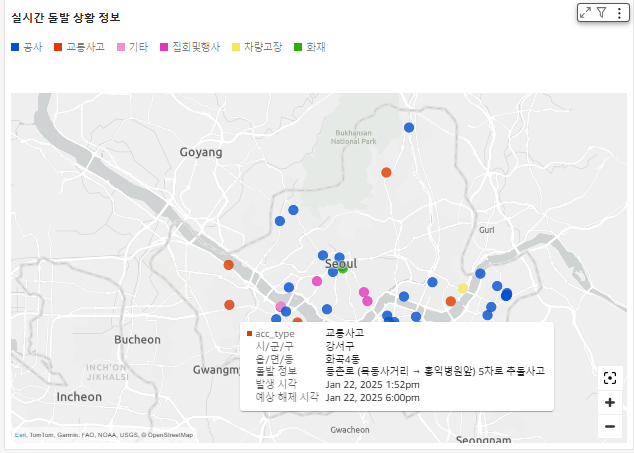 실시간 돌발 상황 정보
공사 교통사고 기타 집회및행사 차량고장 화재
Bukhansan
National Park
Goyang
Guri
Seoul
Bucheon
INCH'ON
JIKHALSI
Gwangm
Incheon
acc_type 교통사고
시/군/구 강서구
읍/면/동 화곡4동
돌발 정보 등촌로 (목동사거리 → 홍익병원앞) 5차로 추돌사고
발생 시각 Jan 22, 2025 1:52pm
예상 해제 시각 Jan 22, 2025 6:00pm
Gwacheon
Seongnam
Esri, TomTom, Garmin, FAO, NOAA, USGS, © OpenStreetMap